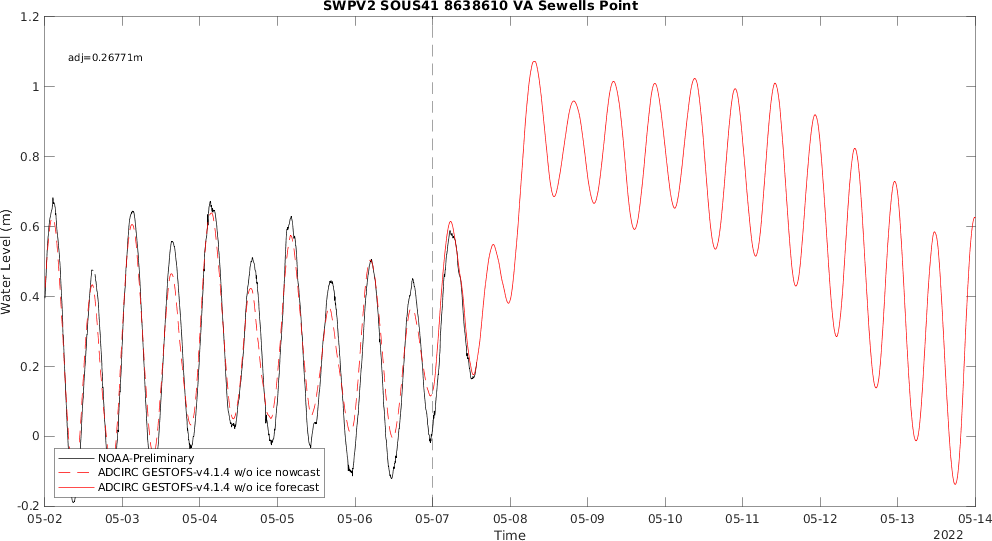 SWPV2 SOUS41 8638610 VA Sewells Point
adj=0.26771m
1.2
1
0.8
0.6
0.4
0.2
0
-0.2
Water Level (m)
NOAA-Preliminary
ADCIRC GESTOFS-v4.1.4 w/o ice nowcast
ADCIRC GESTOFS-v4.1.4 w/o ice forecast
05-02 05-03 05-04 05-05 05-06 05-07 05-08 05-09 05-10 05-11 05-12 05-13 05-14
Time
2022